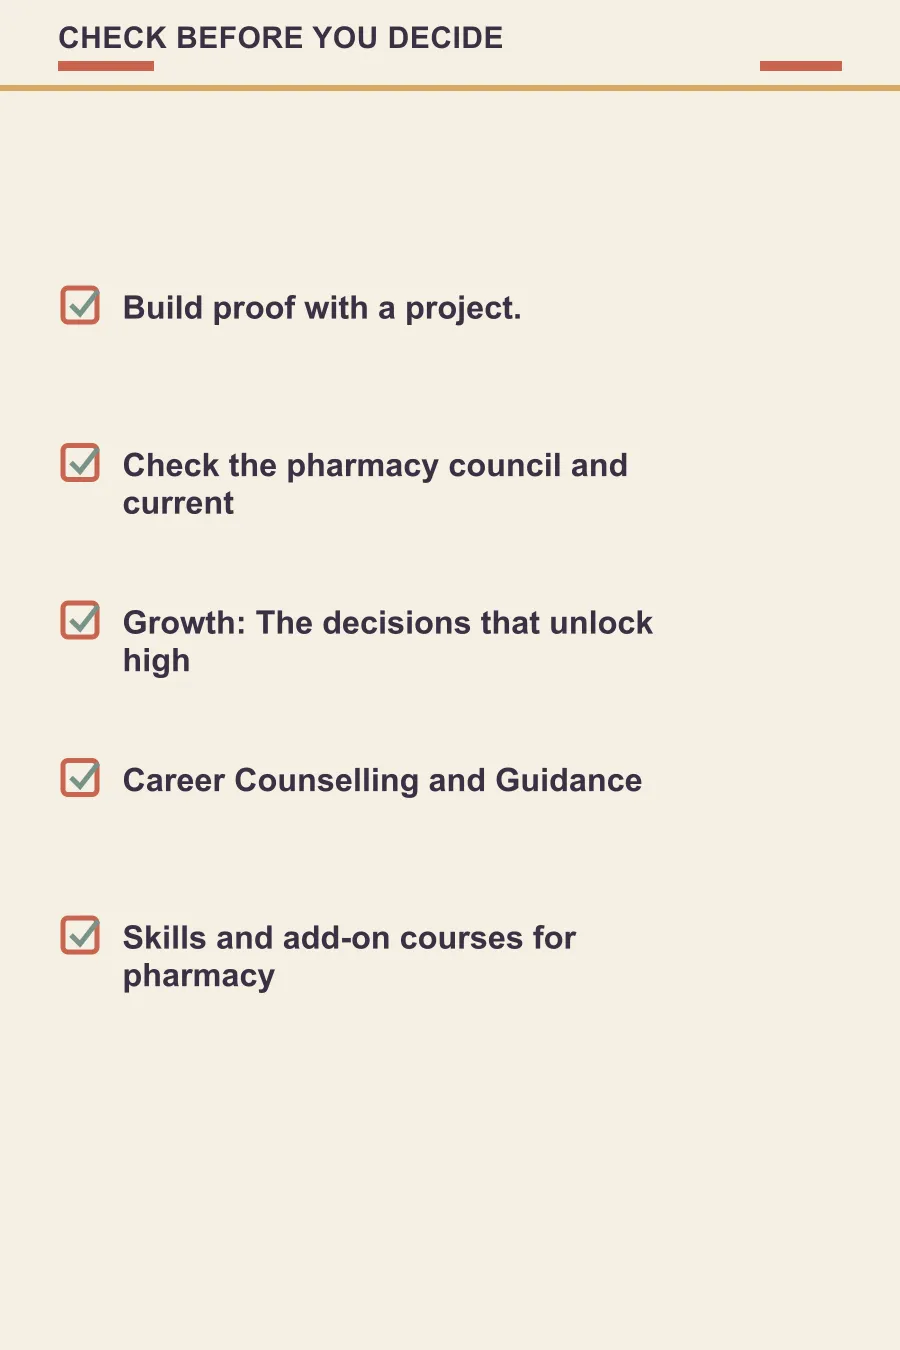 CHECK BEFORE YOU DECIDE
Build proof with a project.
Check the pharmacy council and
current
Growth: The decisions that unlock
high
Career Counselling and Guidance
Skills and add-on courses for
pharmacy